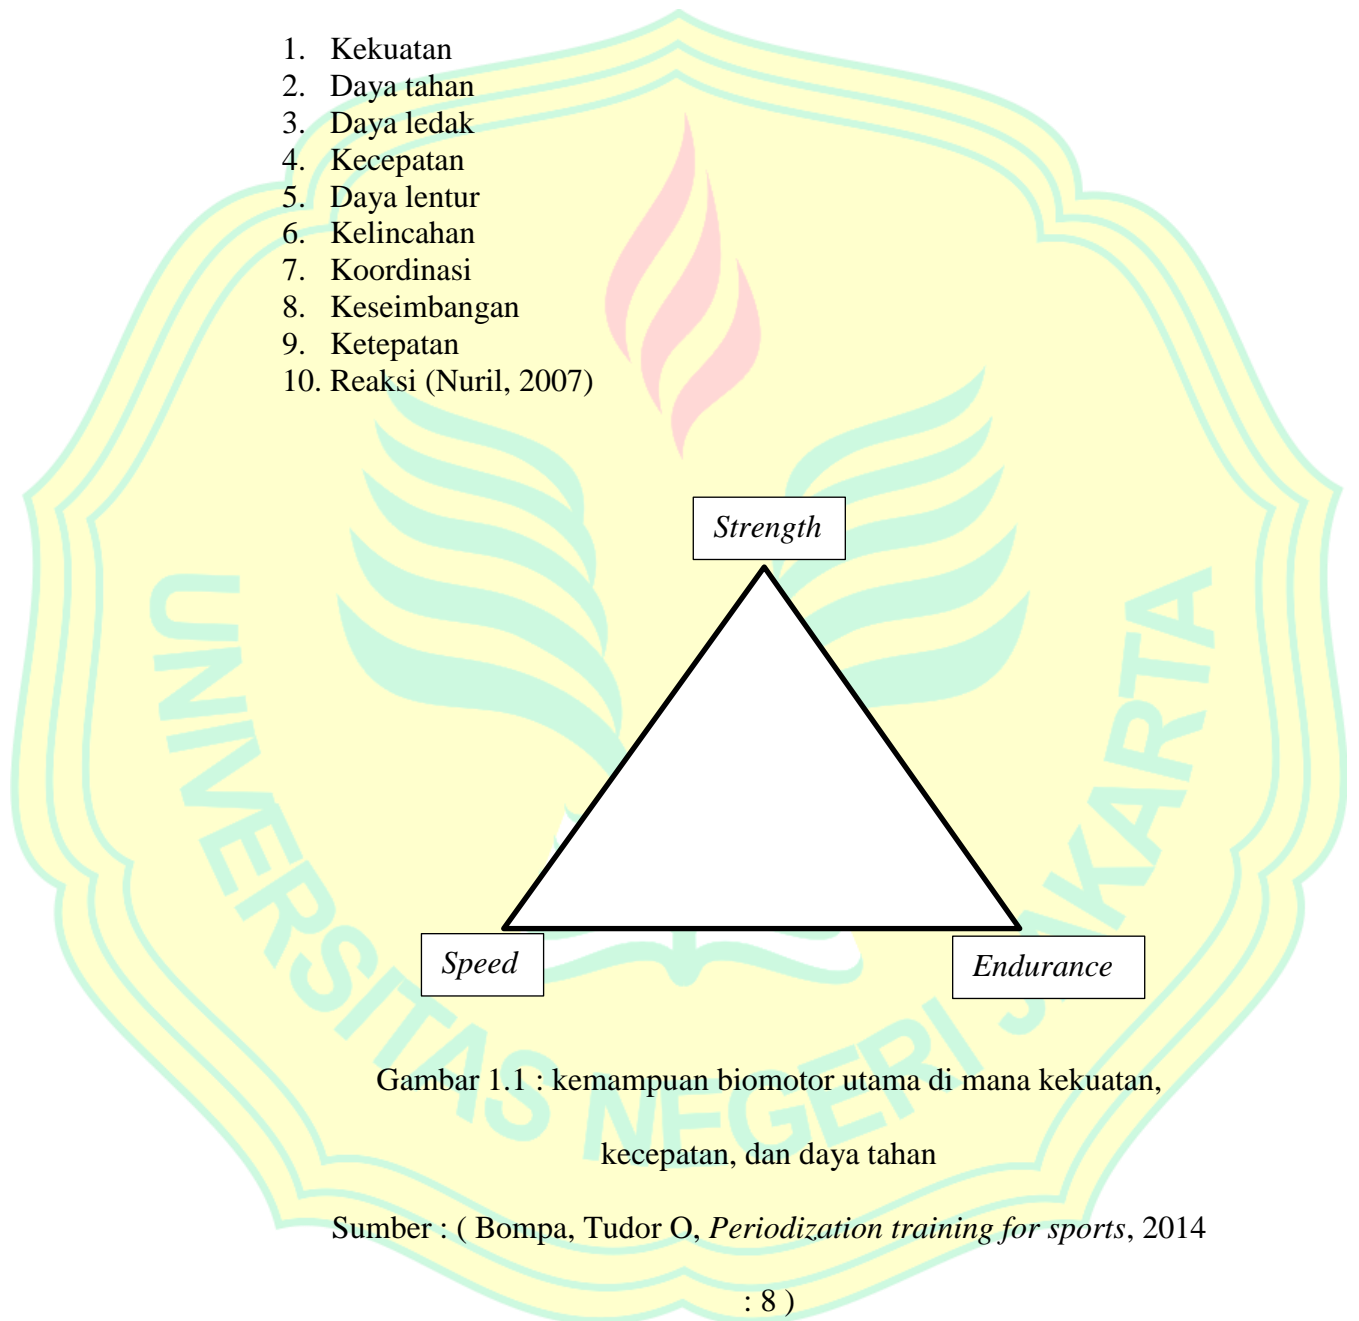 1. Kekuatan
2. Daya tahan
3. Daya ledak
4. Kecepatan
5. Daya lentur
6. Kelincahan
7. Koordinasi
8. Keseimbangan
9. Ketepatan
10. Reaksi (Nuril, 2007)
Strength
Speed
Endurance
Gambar 1.1 : kemampuan biomotor utama di mana kekuatan,
kecepatan, dan daya tahan
Sumber : ( Bompa, Tudor O, Periodization training for sports, 2014
: 8 )
UNIVERSITAS NEGERI JAKARTA